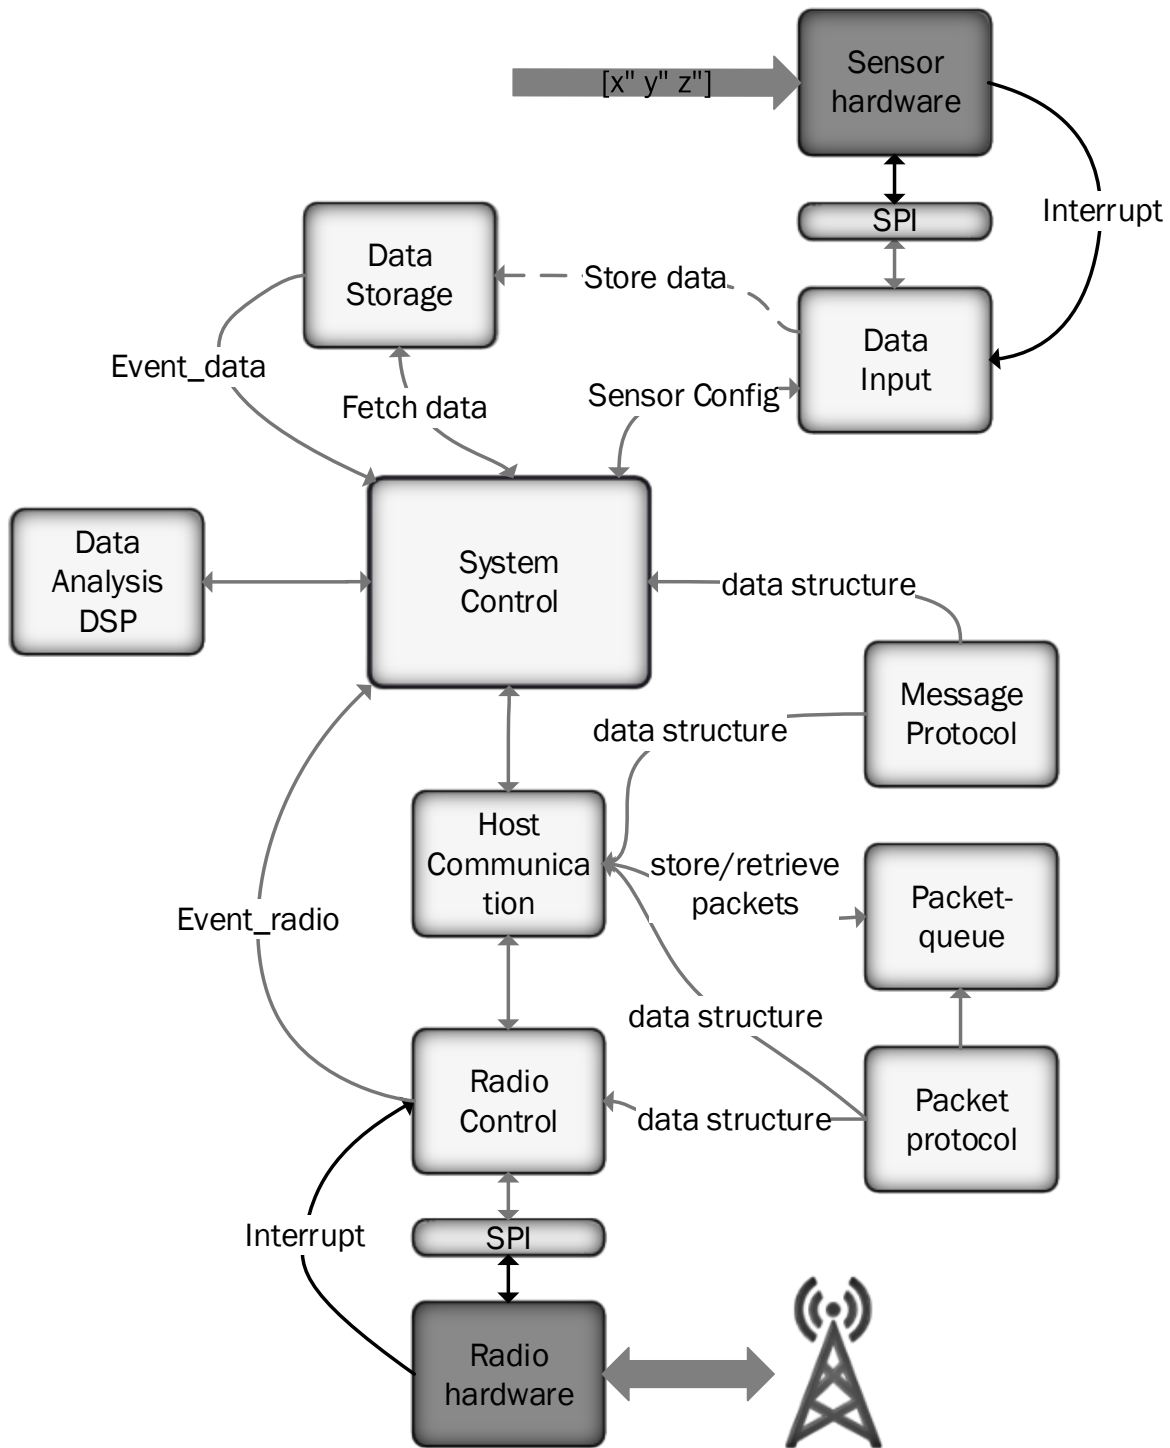 Sensor
hardware
[x" y" z"]
Interrupt
SPI
Data
Storage
Store data
Data
Input
Event_data
Fetch data
Sensor Config
Data
Analysis
DSP
System
Control
data structure
Message
Protocol
data structure
Host
Communica
tion
store/retrieve
packets
Packet-
queue
Event_radio
data structure
Radio
Control
data structure
Packet
protocol
Interrupt
SPI
Radio
hardware